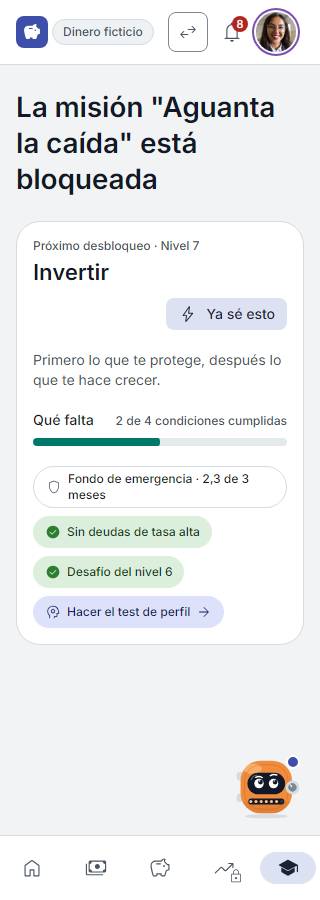 Dinero ficticio
8
La misión "Aguanta
la caída" está
bloqueada
Próximo desbloqueo · Nivel 7
Invertir
Ya sé esto
Primero lo que te protege, después lo
que te hace crecer.
Qué falta
2 de 4 condiciones cumplidas
Fondo de emergencia · 2,3 de 3
meses
Sin deudas de tasa alta
Desafío del nivel 6
Hacer el test de perfil